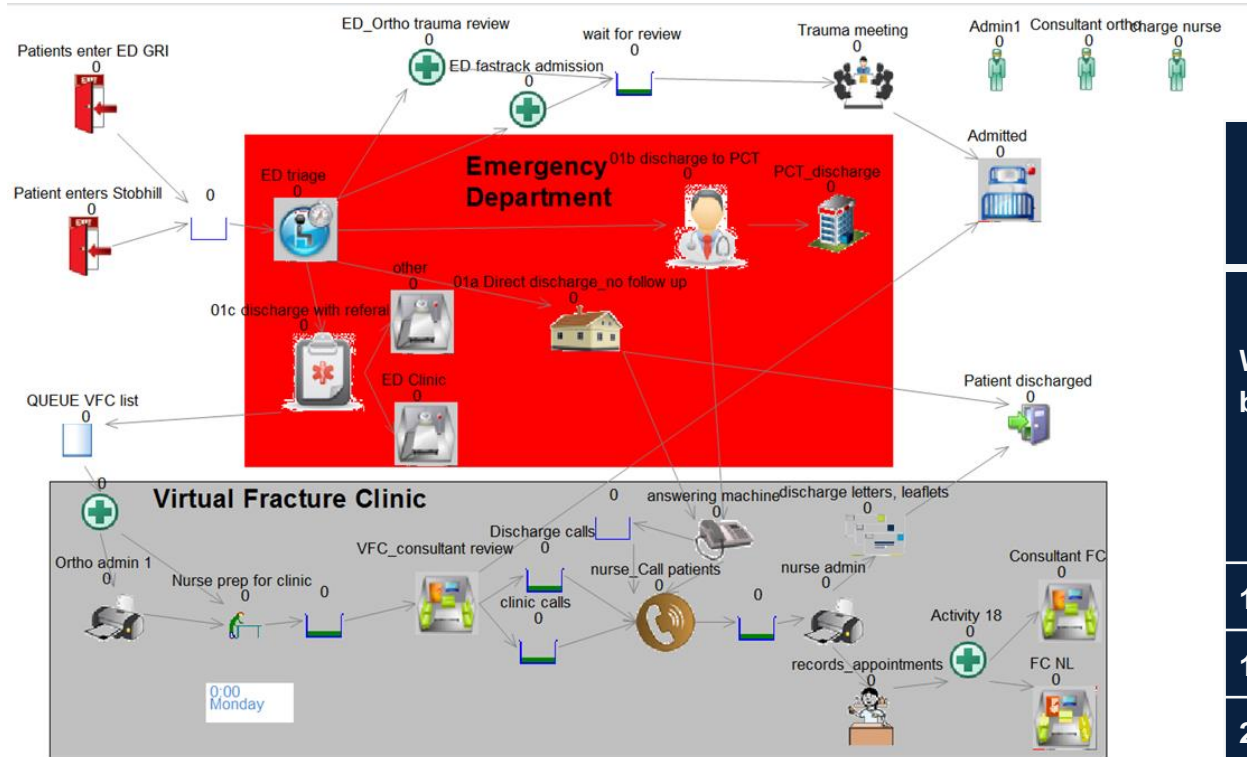 Patients enter ED GRI
0
ED_Ortho trauma review
0
wait for review
0
Trauma meeting
0
Admin1
0
Consultant ortho
0
charge nurse
0
ED fastrack admission
0
Admitted
0
Patient enters Stobhill
0
0
Emergency
Department
ED triage
0
01b discharge to PCT
0
PCT_discharge
0
other
0
01a Direct discharge_no follow up
0
01c discharge with referal
0
ED Clinic
0
Patient discharged
0
QUEUE VFC list
0
0
Virtual Fracture Clinic
Ortho admin 1
0
Nurse prep for clinic
0
0
VFC_consultant review
0
Discharge calls
0
clinic calls
0
0
answering machine
0
discharge letters, leaflets
0
nurse_Call patients
0
0
nurse admin
0
Consultant FC
0
Activity 18
0
records_appointments
0
FC NL
0
0:00
Monday
b
1
1
2